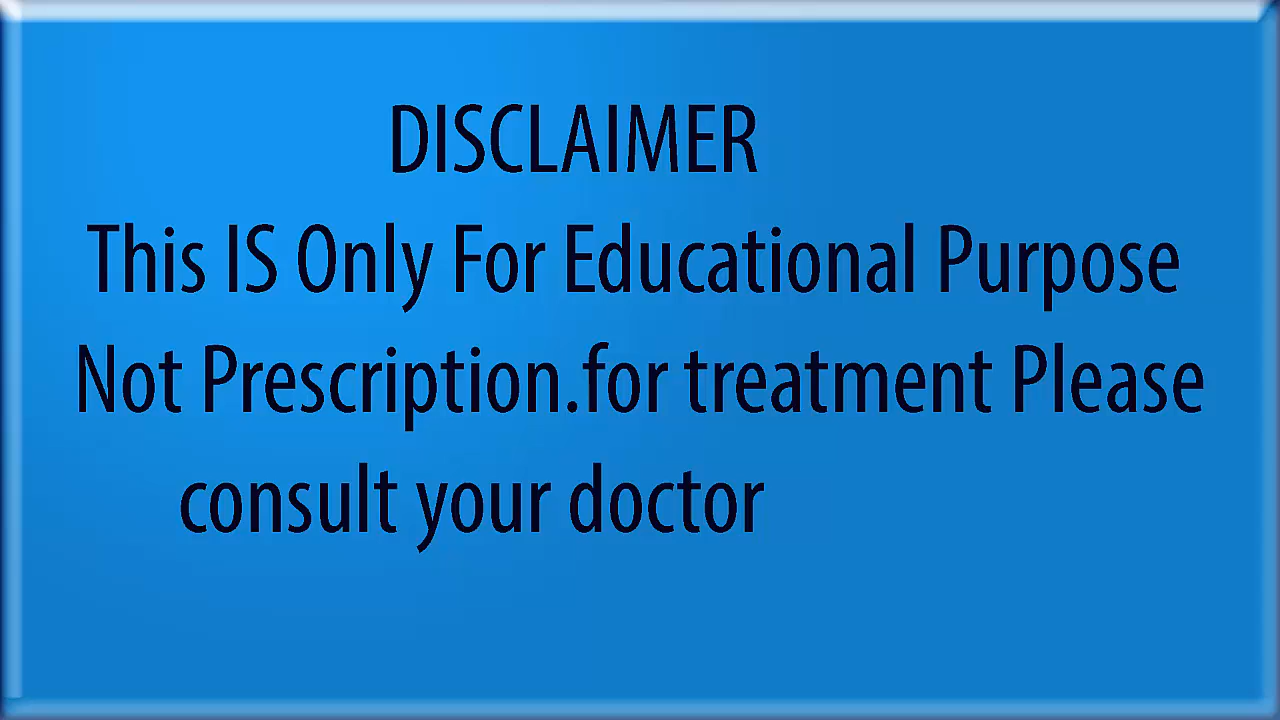 DISCLAIMER
This IS Only For Educational Purpose
Not Prescription.for treatment Please
consult your doctor